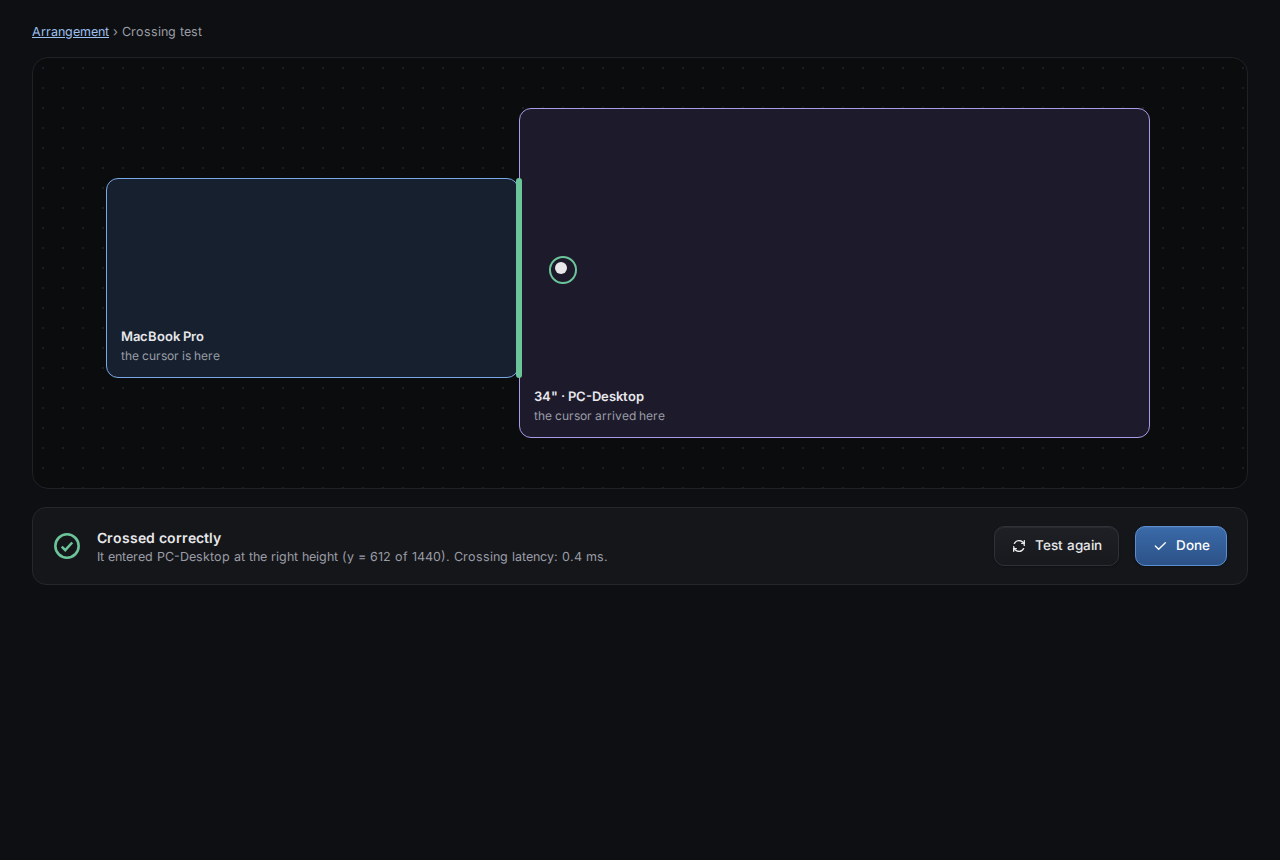 Arrangement › Crossing test
MacBook Pro
the cursor is here
34" · PC-Desktop
the cursor arrived here
Crossed correctly
It entered PC-Desktop at the right height (y = 612 of 1440). Crossing latency: 0.4 ms.
Test again
Done